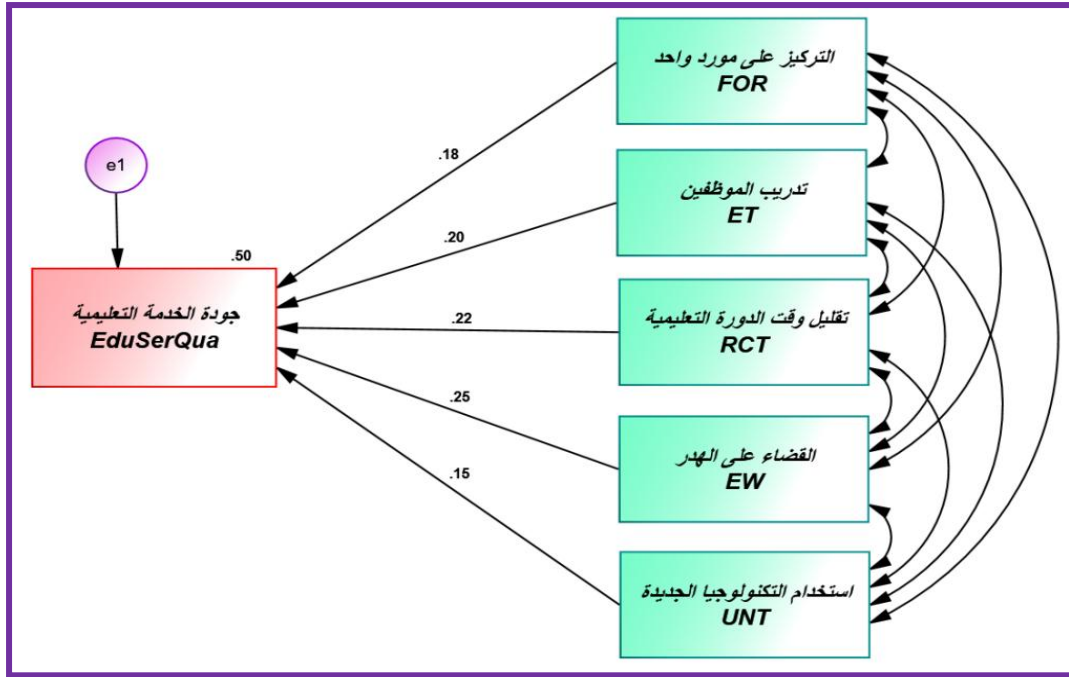 التركيز على مورد واحد
FOR
.18
e1
تدريب الموظفين
ET
.20
.50
جودة الخدمة التعليمية
EduSerQua
تقليل وقت الدورة التعليمية
RCT
.22
.25
القضاء على الهدر
EW
.15
استخدام التكنولوجيا الجديدة
UNT